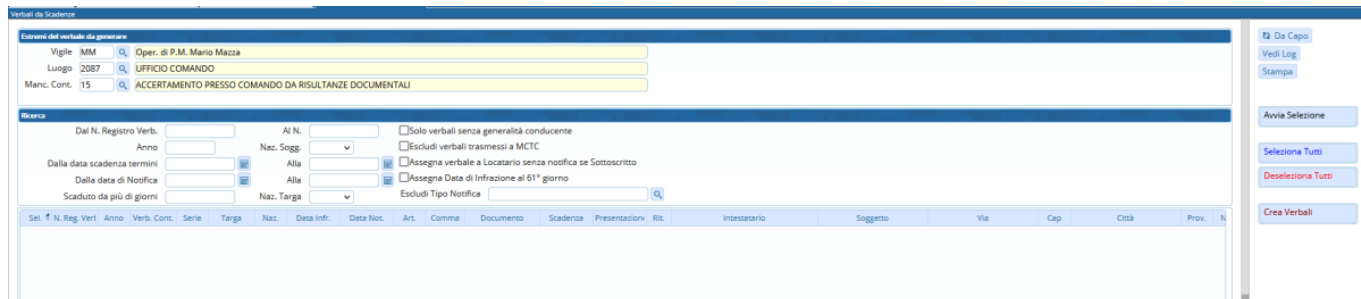 Verbali da Scadenze
Estremi del verbale da generare
Vigile MM Oper. di P.M. Mario Mazza
Luogo 2087 UFFICIO COMANDO
Manc. Cont. 15 ACCERTAMENTO PRESSO COMANDO DA RISULTANZE DOCUMENTALI
Ricerca
Dal N. Registro Verb. Al N. Solo verbali senza generalità conducente
Anno Naz. Sogg. Escludi verbali trasmessi a MCTC
Dalla data scadenza termini Alla Assegna verbale a Locatario senza notifica se Sottoscritto
Dalla data di Notifica Alla Assegna Data di Infrazione al 61° giorno
Scaduto da più di giorni Naz. Targa Escludi Tipo Notifica
Sel. N. Reg. Verl Anno Verb. Cont. Serie Targa Naz. Data Infr. Data Not. Art. Comma Documento Scadenza Presentazion Rit. Intestatario Soggetto Via Cap Città Prov. N
Da Capo
Vedi Log
Stampa
Avvia Selezione
Seleziona Tutti
Deseleziona Tutti
Crea Verbali